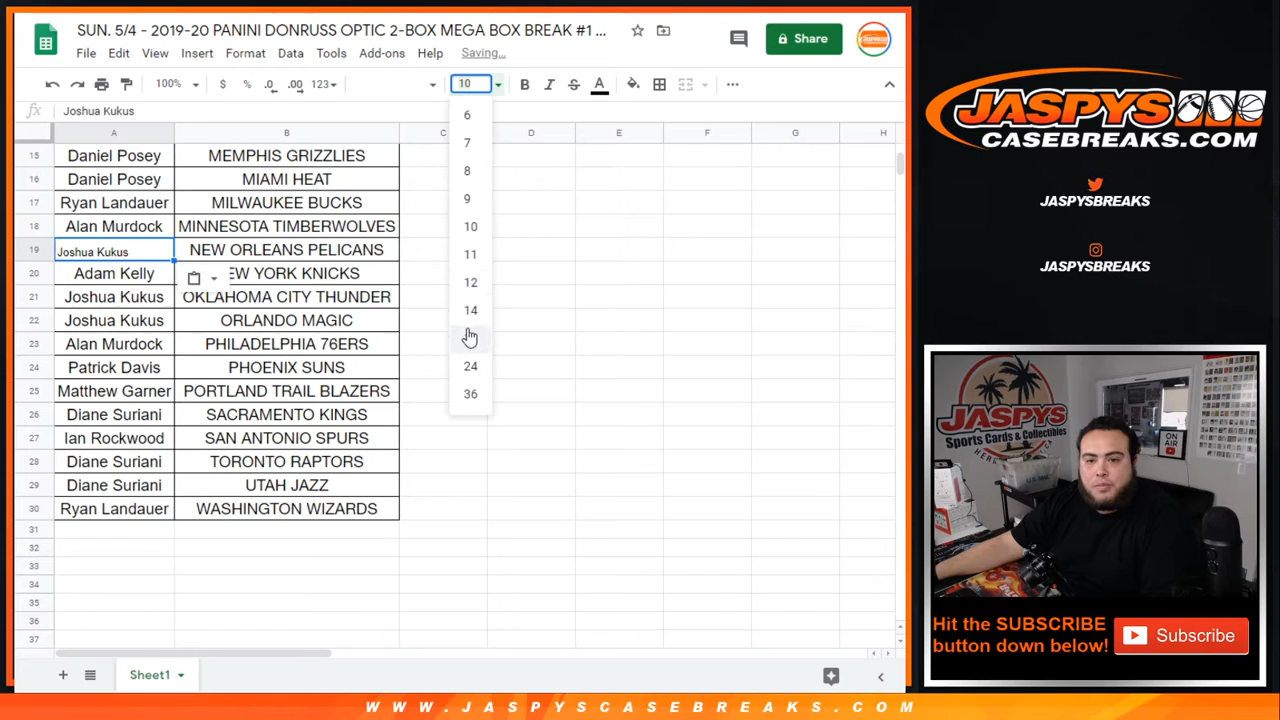 SUN. 5/4 - 2019-20 PANINI DONRUSS OPTIC 2-BOX MEGA BOX BREAK #1 ...
File Edit View Insert Format Data Tools Add-ons Help Saving...
Share
100% $ % .0 .00 123 10 B I S A
fx Joshua Kukus
A B C D E F G H
15 Daniel Posey MEMPHIS GRIZZLIES
16 Daniel Posey MIAMI HEAT
17 Ryan Landauer MILWAUKEE BUCKS
18 Alan Murdock MINNESOTA TIMBERWOLVES
19 Joshua Kukus NEW ORLEANS PELICANS
20 Adam Kelly EW YORK KNICKS
21 Joshua Kukus OKLAHOMA CITY THUNDER
22 Joshua Kukus ORLANDO MAGIC
23 Alan Murdock PHILADELPHIA 76ERS
24 Patrick Davis PHOENIX SUNS
25 Matthew Garner PORTLAND TRAIL BLAZERS
26 Diane Suriani SACRAMENTO KINGS
27 Ian Rockwood SAN ANTONIO SPURS
28 Diane Suriani TORONTO RAPTORS
29 Diane Suriani UTAH JAZZ
30 Ryan Landauer WASHINGTON WIZARDS
31
32
33
34
35
36
37
6
7
8
9
10
11
12
14
24
36
Sheet1
JASPYS
CASEBREAKS.COM
JASPYSBREAKS
JASPYSBREAKS
JASPYS
Sports Cards & Collectibles
ON
AIR
Hit the SUBSCRIBE
button down below!
Subscribe
WWW.JASPYSCASEBREAKS.COM